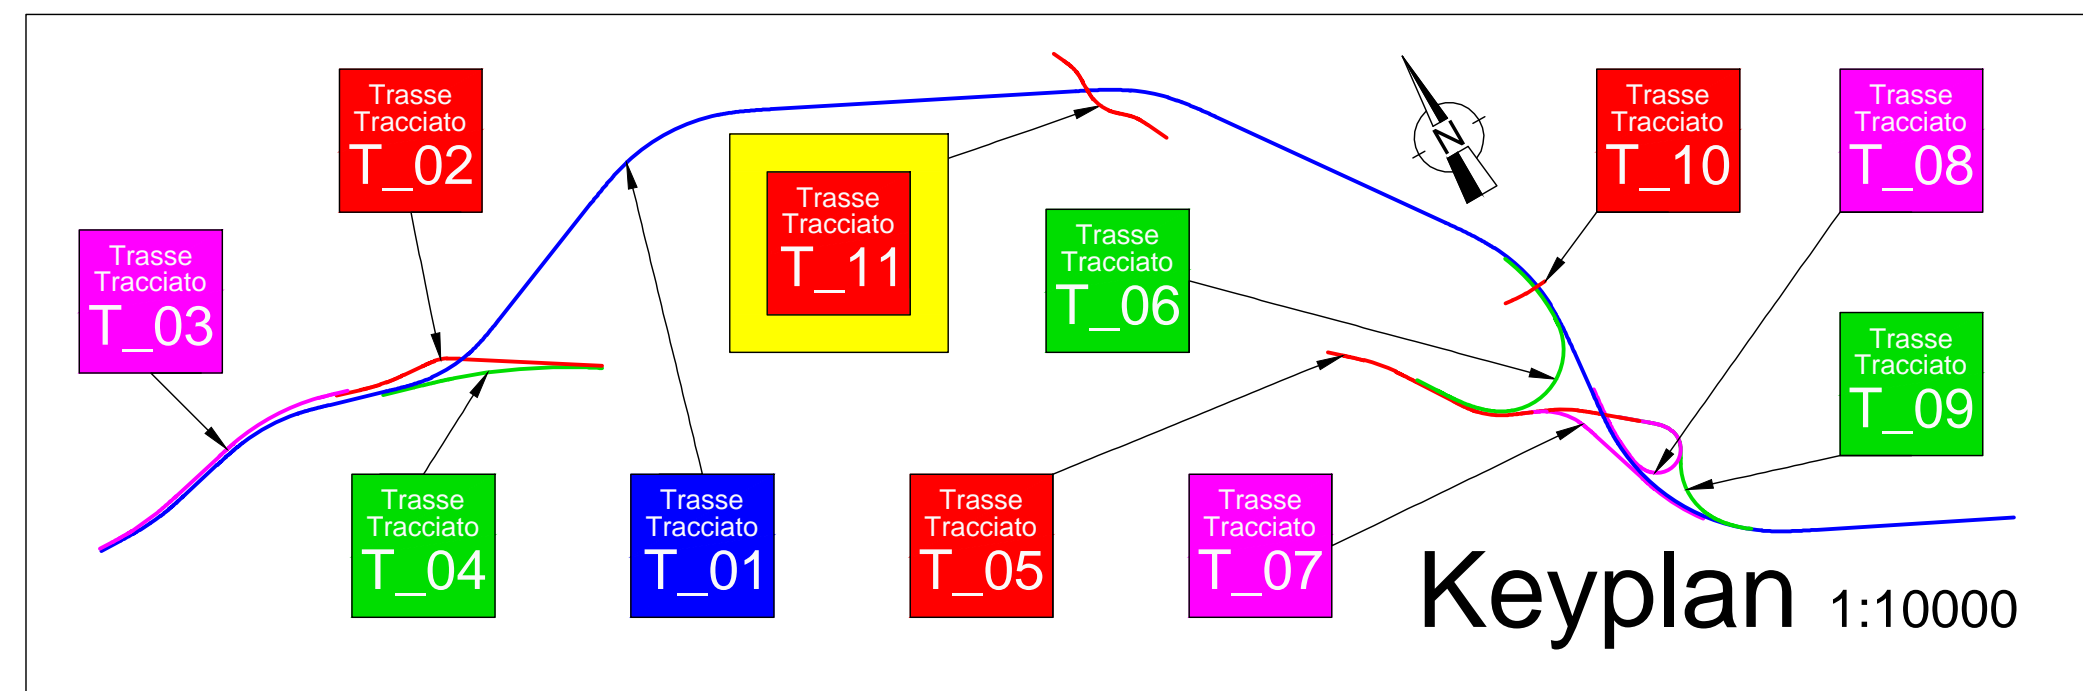 Trasse
Tracciato
T_02
Trasse
Tracciato
T_10
Trasse
Tracciato
T_08
N
Trasse
Tracciato
T_11
Trasse
Tracciato
T_03
Trasse
Tracciato
T_06
Trasse
Tracciato
T_09
Trasse
Tracciato
T_04
Trasse
Tracciato
T_01
Trasse
Tracciato
T_05
Trasse
Tracciato
T_07
Keyplan 1:10000